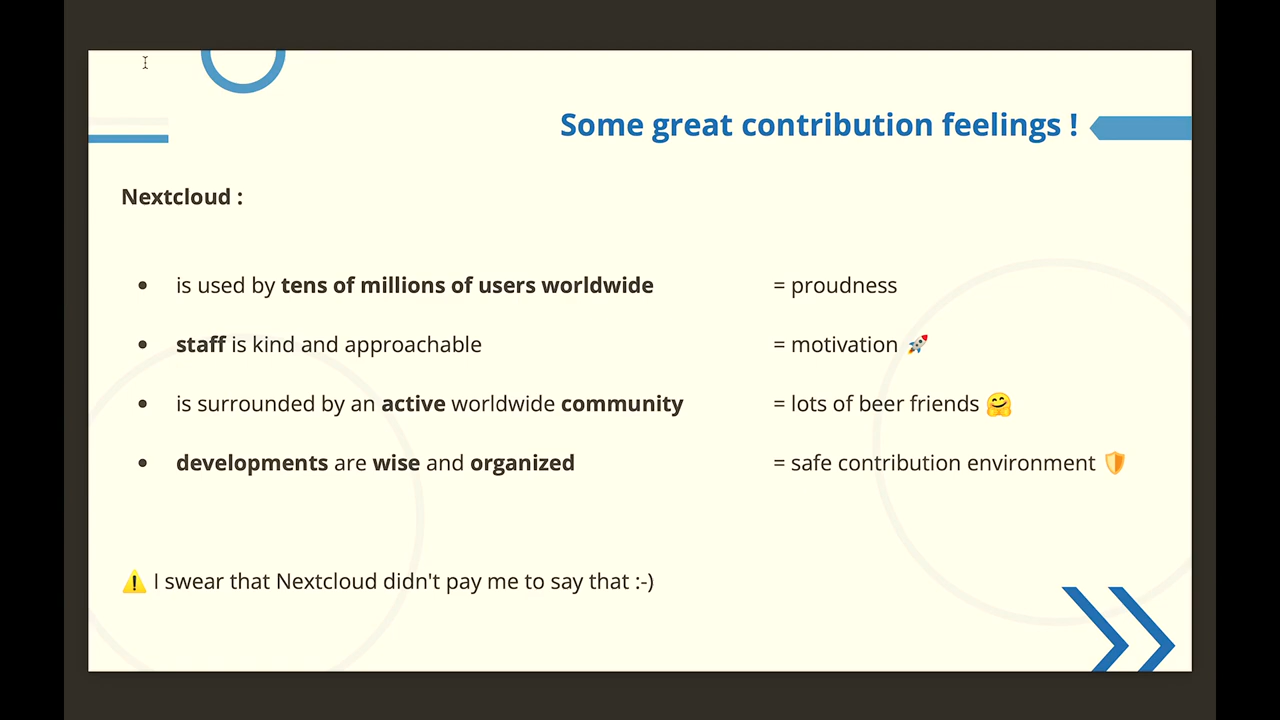 Some great contribution feelings !
Nextcloud :
• is used by tens of millions of users worldwide = proudness
• staff is kind and approachable = motivation 🚀
• is surrounded by an active worldwide community = lots of beer friends 🤗
• developments are wise and organized = safe contribution environment 🛡️
⚠️ I swear that Nextcloud didn't pay me to say that :-)